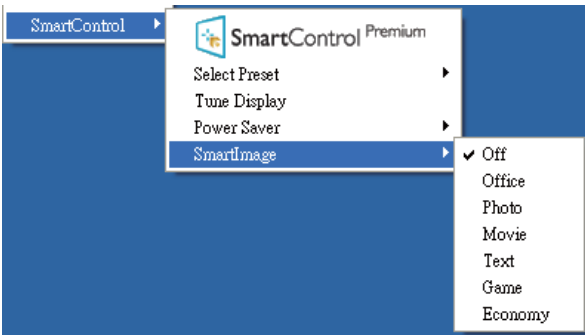 SmartControl
SmartControl Premium
Select Preset
Tune Display
Power Saver
SmartImage
Off
Office
Photo
Movie
Text
Game
Economy